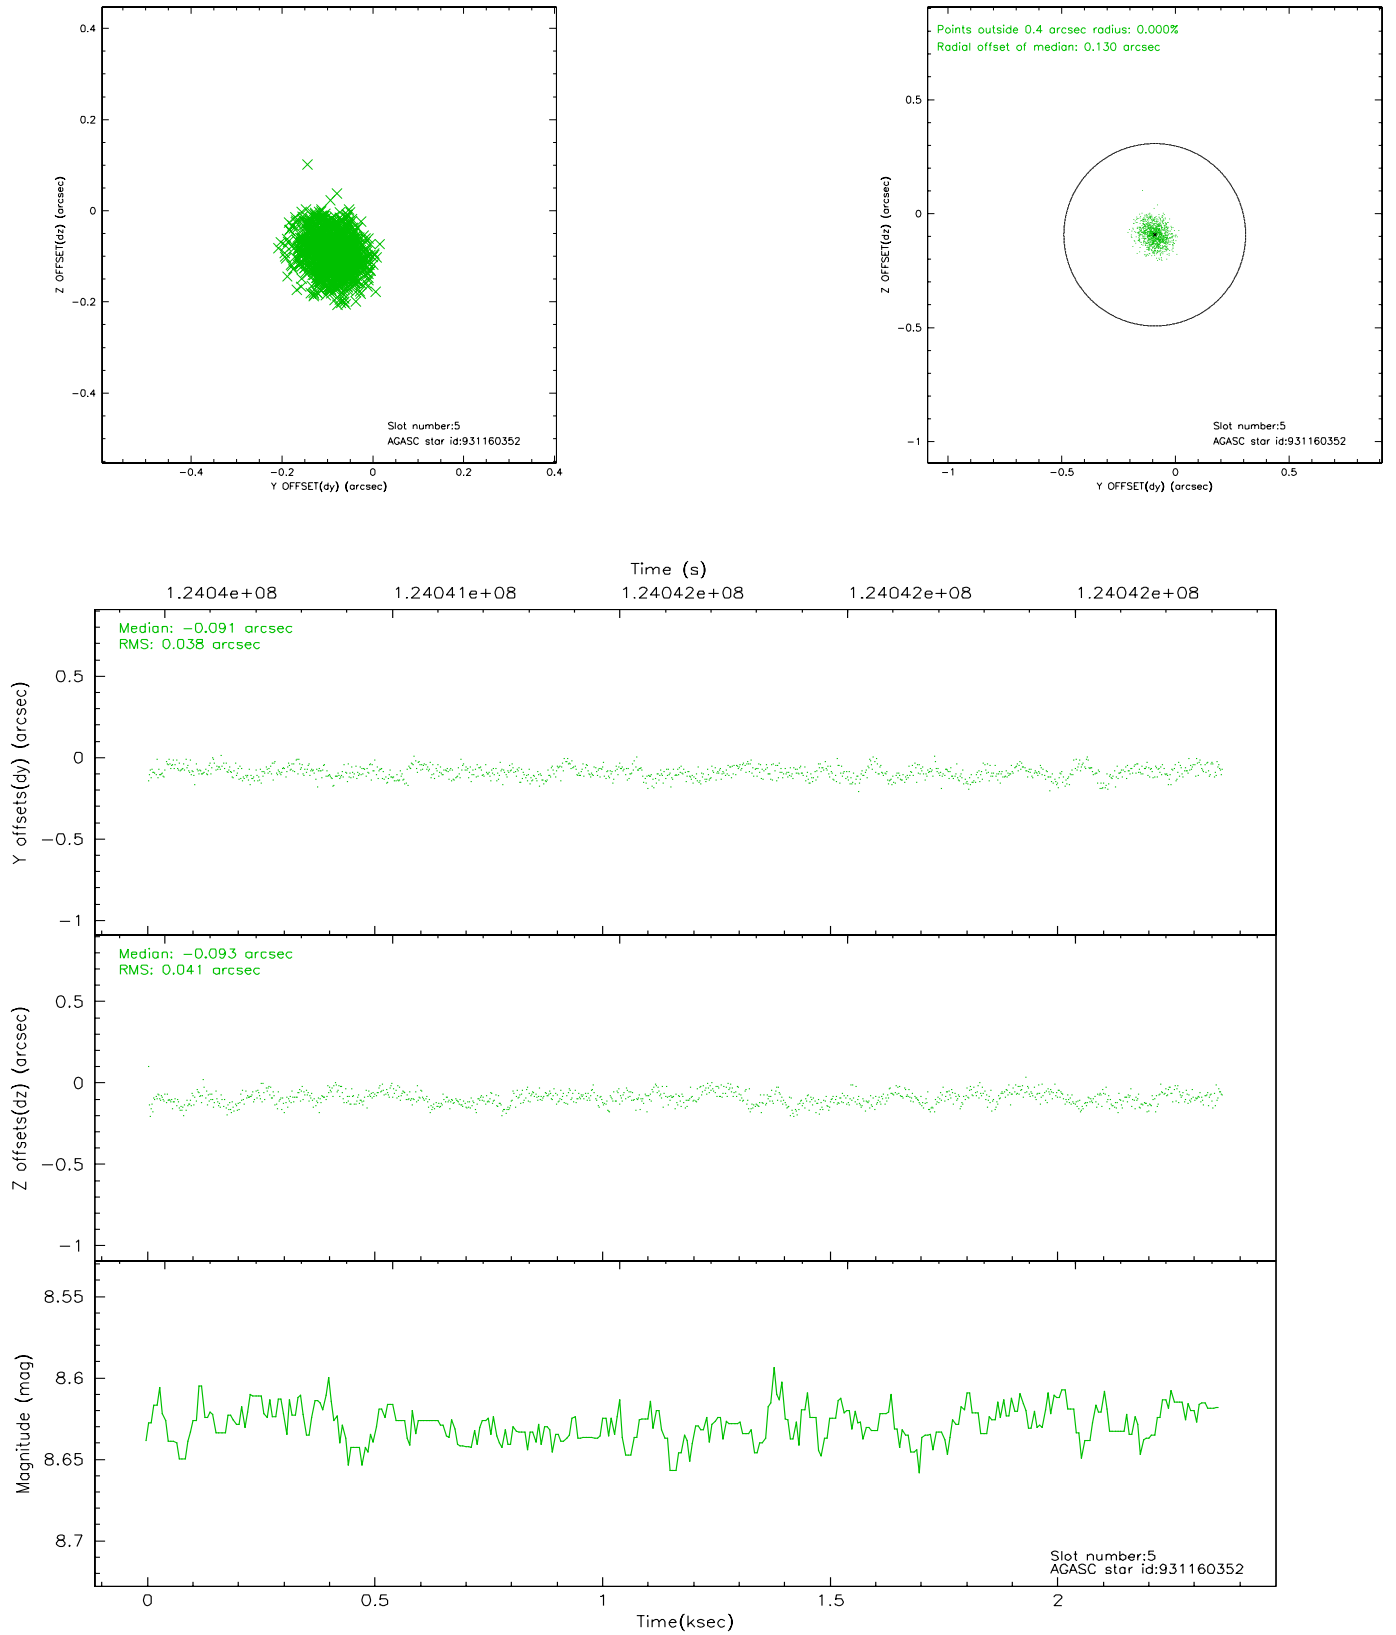 0.4
0.2
0
−0.2
−0.4
Z OFFSET(dz) (arcsec)
Slot number:5
AGASC star id:931160352
−0.4 −0.2 0 0.2 0.4
Y OFFSET(dy) (arcsec)
Points outside 0.4 arcsec radius: 0.000%
Radial offset of median: 0.130 arcsec
0.5
0
−0.5
−1
Z OFFSET(dz) (arcsec)
Slot number:5
AGASC star id:931160352
−1 −0.5 0 0.5
Y OFFSET(dy) (arcsec)
Time (s)
1.2404e+08 1.24041e+08 1.24042e+08 1.24042e+08 1.24042e+08
Median: −0.091 arcsec
RMS: 0.038 arcsec
0.5
0
−0.5
−1
Y offsets(dy) (arcsec)
Median: −0.093 arcsec
RMS: 0.041 arcsec
0.5
0
−0.5
−1
Z offsets(dz) (arcsec)
8.55
8.6
8.65
8.7
Magnitude (mag)
Slot number:5
AGASC star id:931160352
0 0.5 1 1.5 2
Time(ksec)